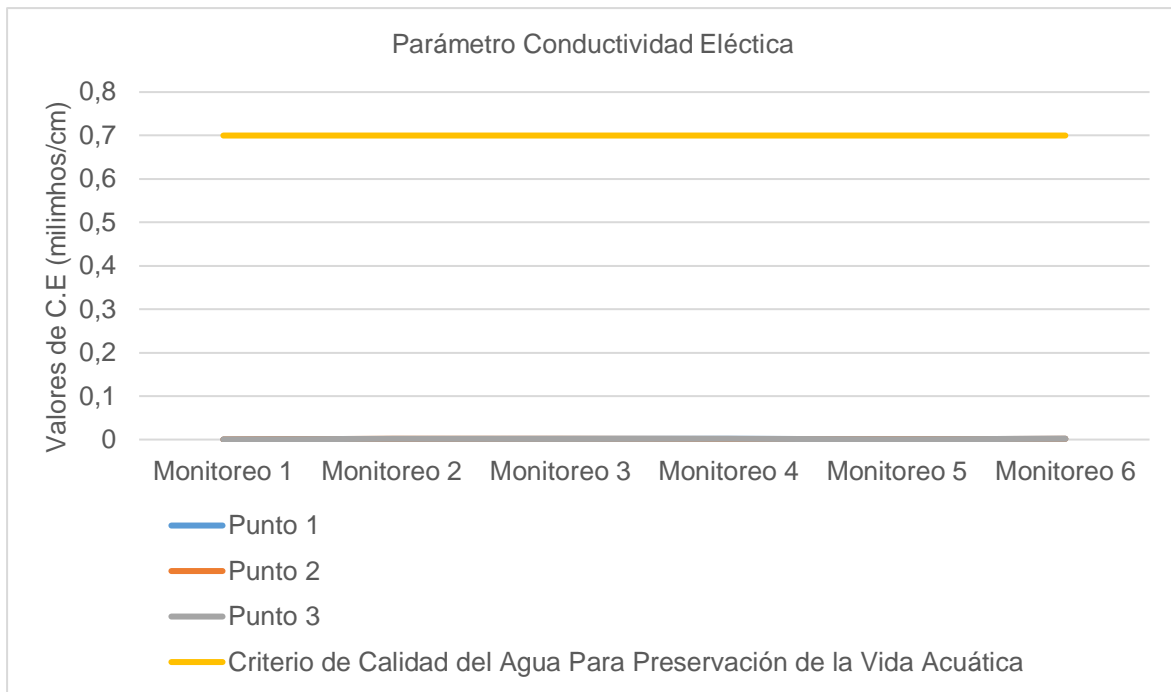 Parámetro Conductividad Eléctica
Valores de C.E (milimhos/cm)
0,8
0,7
0,6
0,5
0,4
0,3
0,2
0,1
0
Monitoreo 1 Monitoreo 2 Monitoreo 3 Monitoreo 4 Monitoreo 5 Monitoreo 6
Punto 1
Punto 2
Punto 3
Criterio de Calidad del Agua Para Preservación de la Vida Acuática